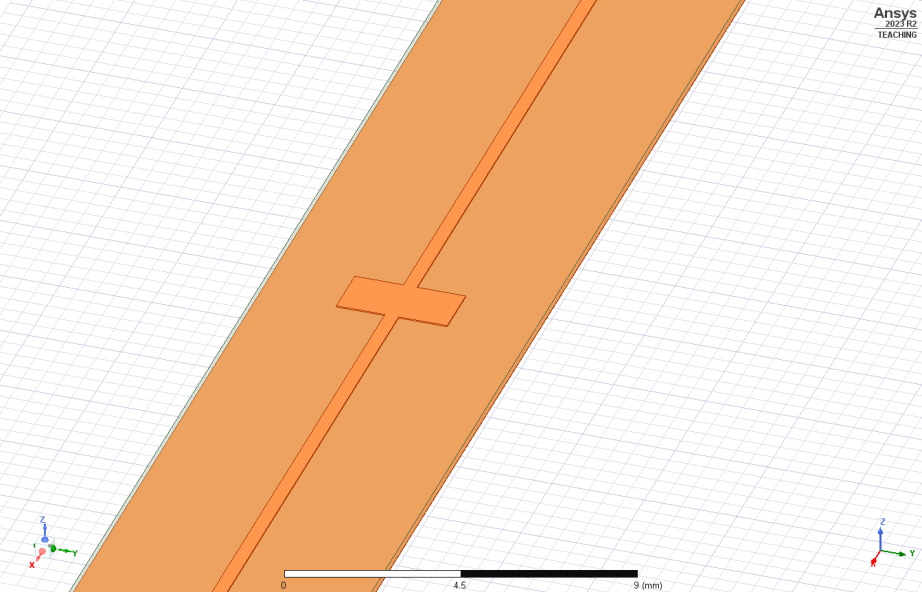 Ansys
2023 R2
TEACHING
Z
Y
X
Z
Y
X
0
4.5
9 (mm)